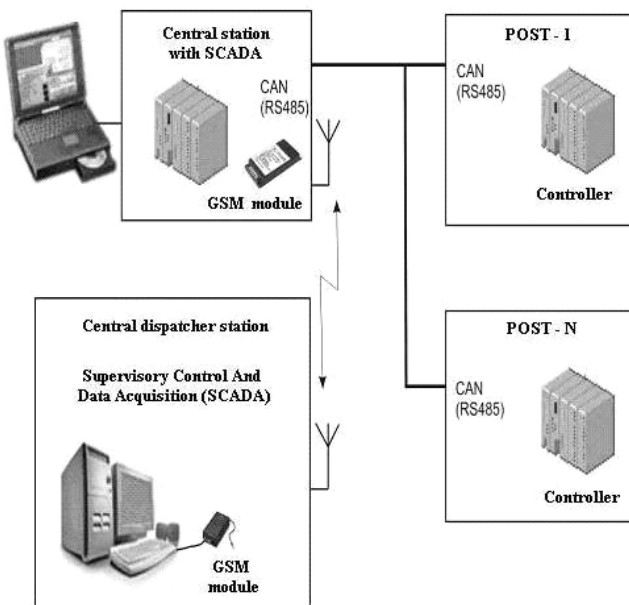 Central station
with SCADA
CAN
(RS485)
GSM module
POST - 1
CAN
(RS485)
Controller
Central dispatcher station
Supervisory Control And
Data Acquisition (SCADA)
GSM
module
POST - N
CAN
(RS485)
Controller